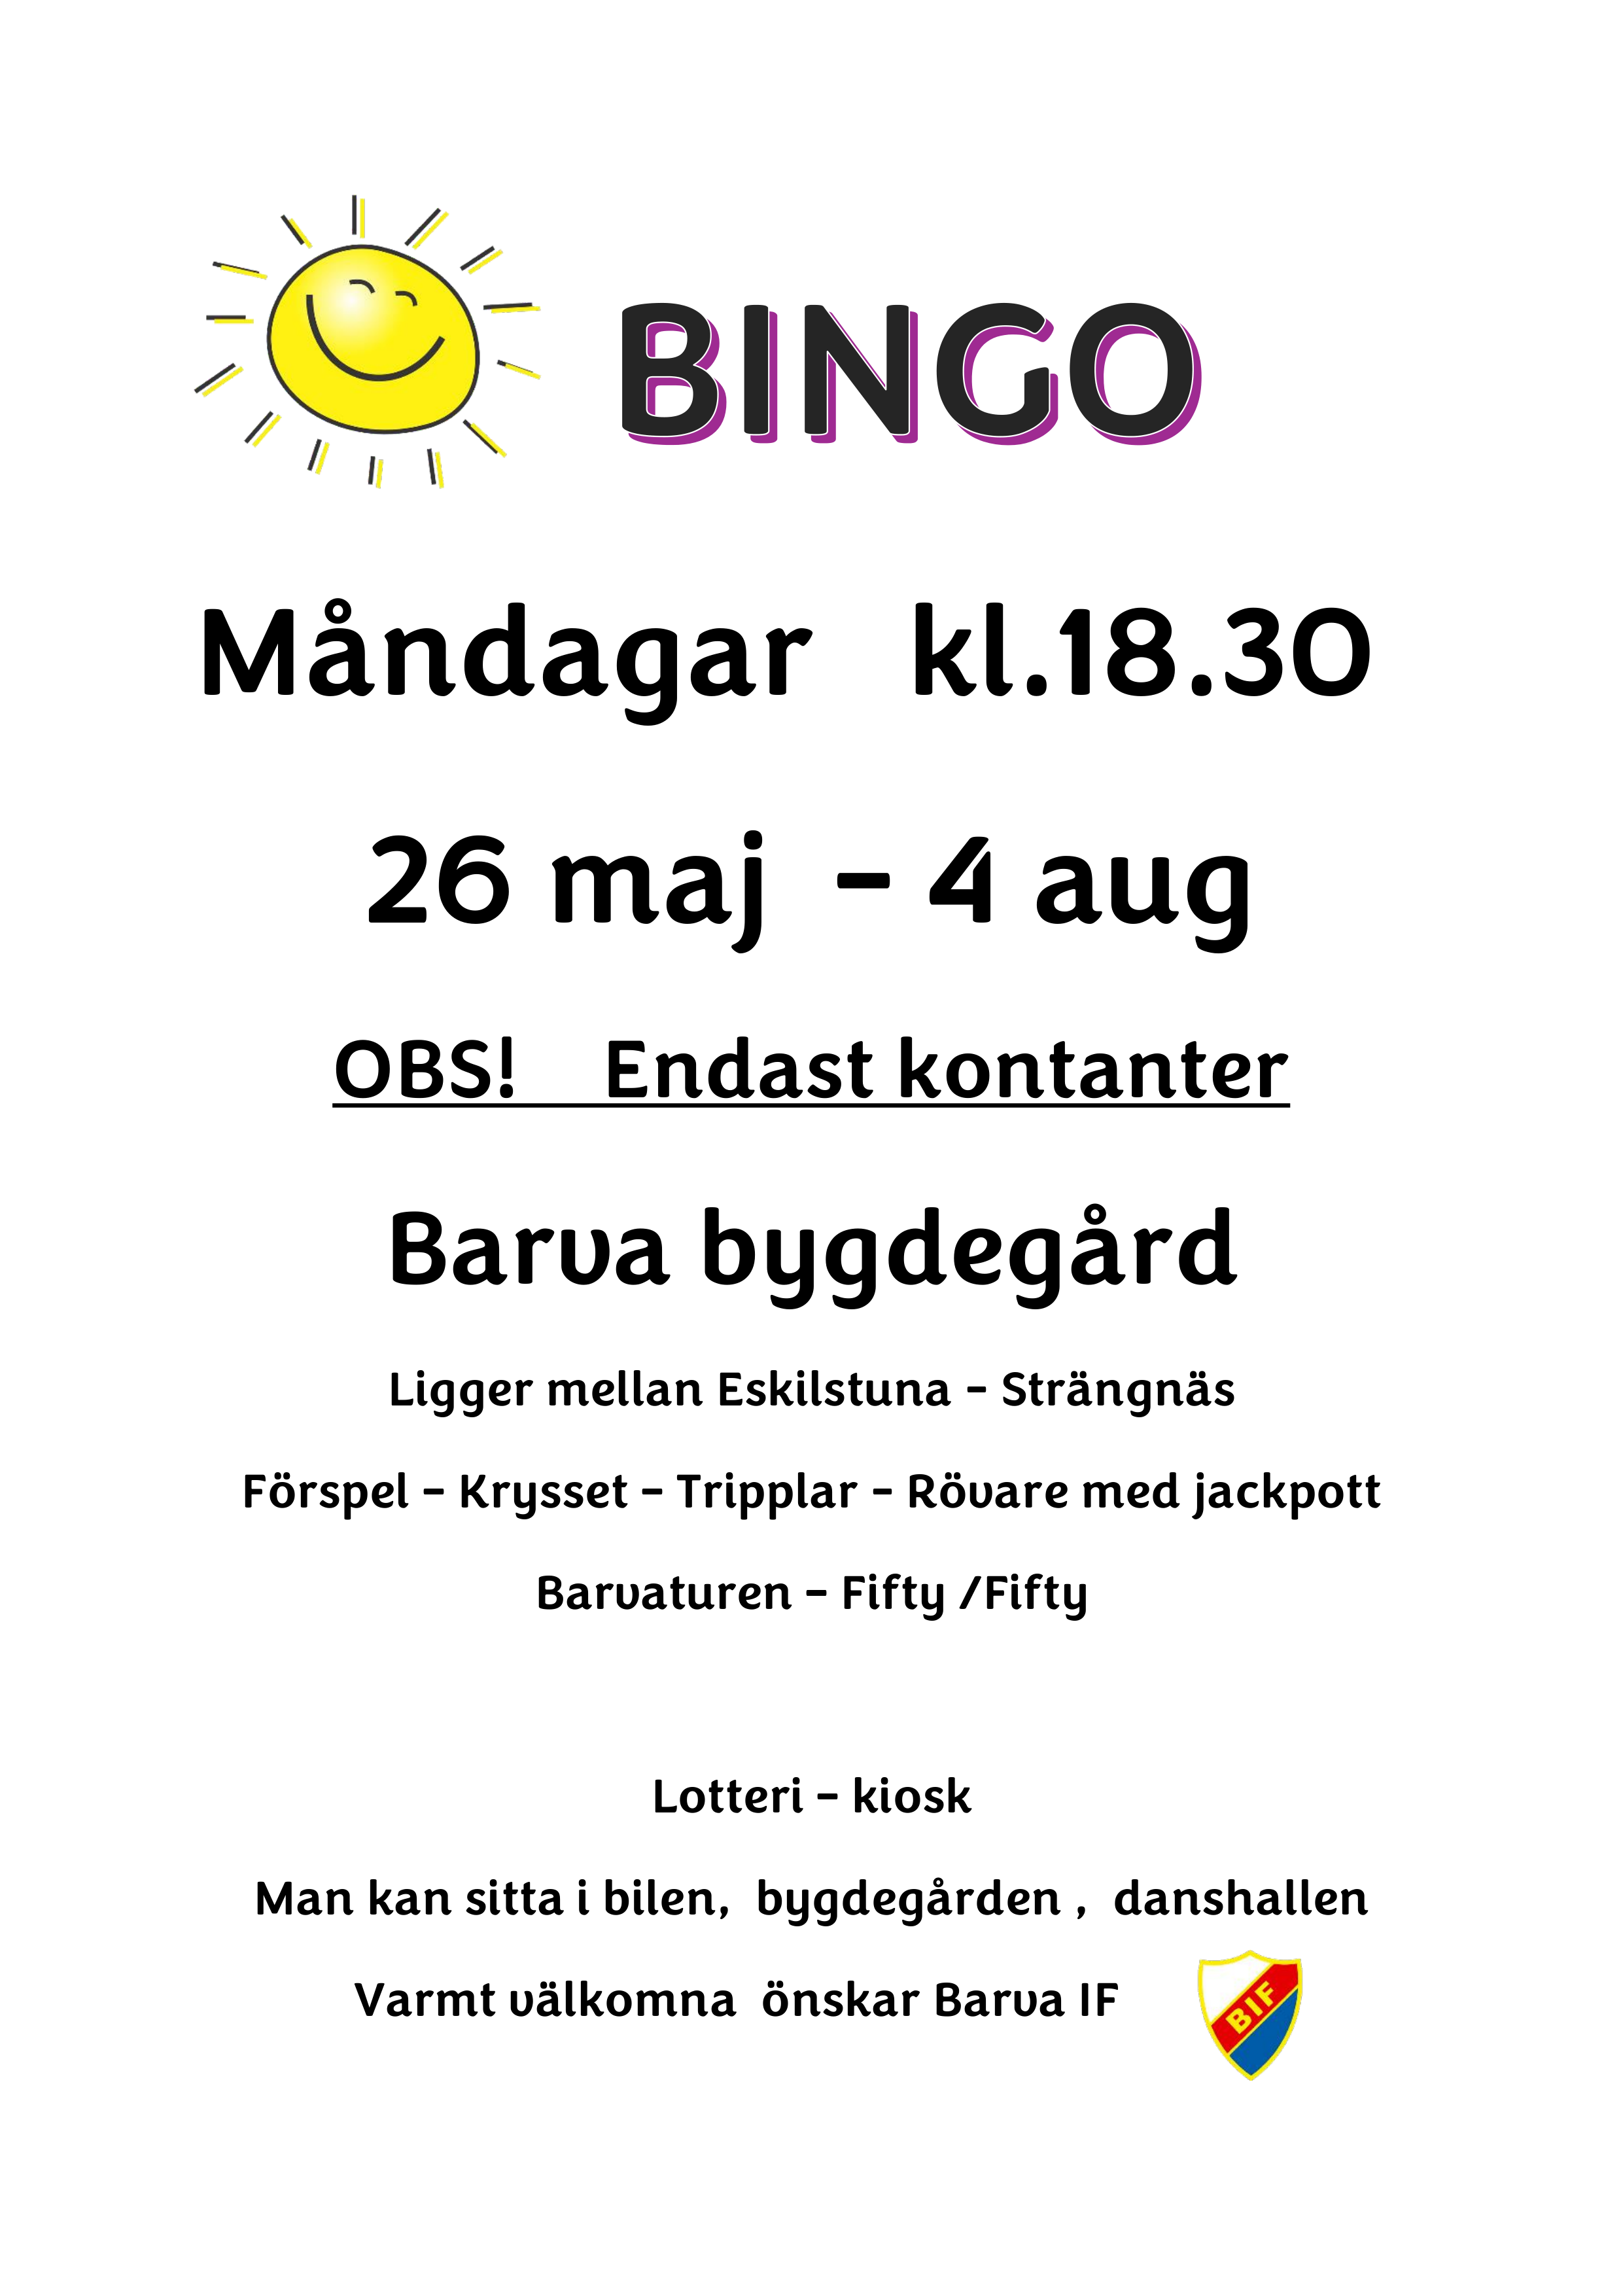 BINGO
Måndagar kl.18.30
26 maj - 4 aug
OBS! Endast kontanter
Barva bygdegård
Ligger mellan Eskilstuna - Strängnäs
Förspel - Krysset - Tripplar - Rövare med jackpott
Barvaturen - Fifty /Fifty
Lotteri - kiosk
Man kan sitta i bilen, bygdegården , danshallen
Varmt välkomna önskar Barva IF
BIF